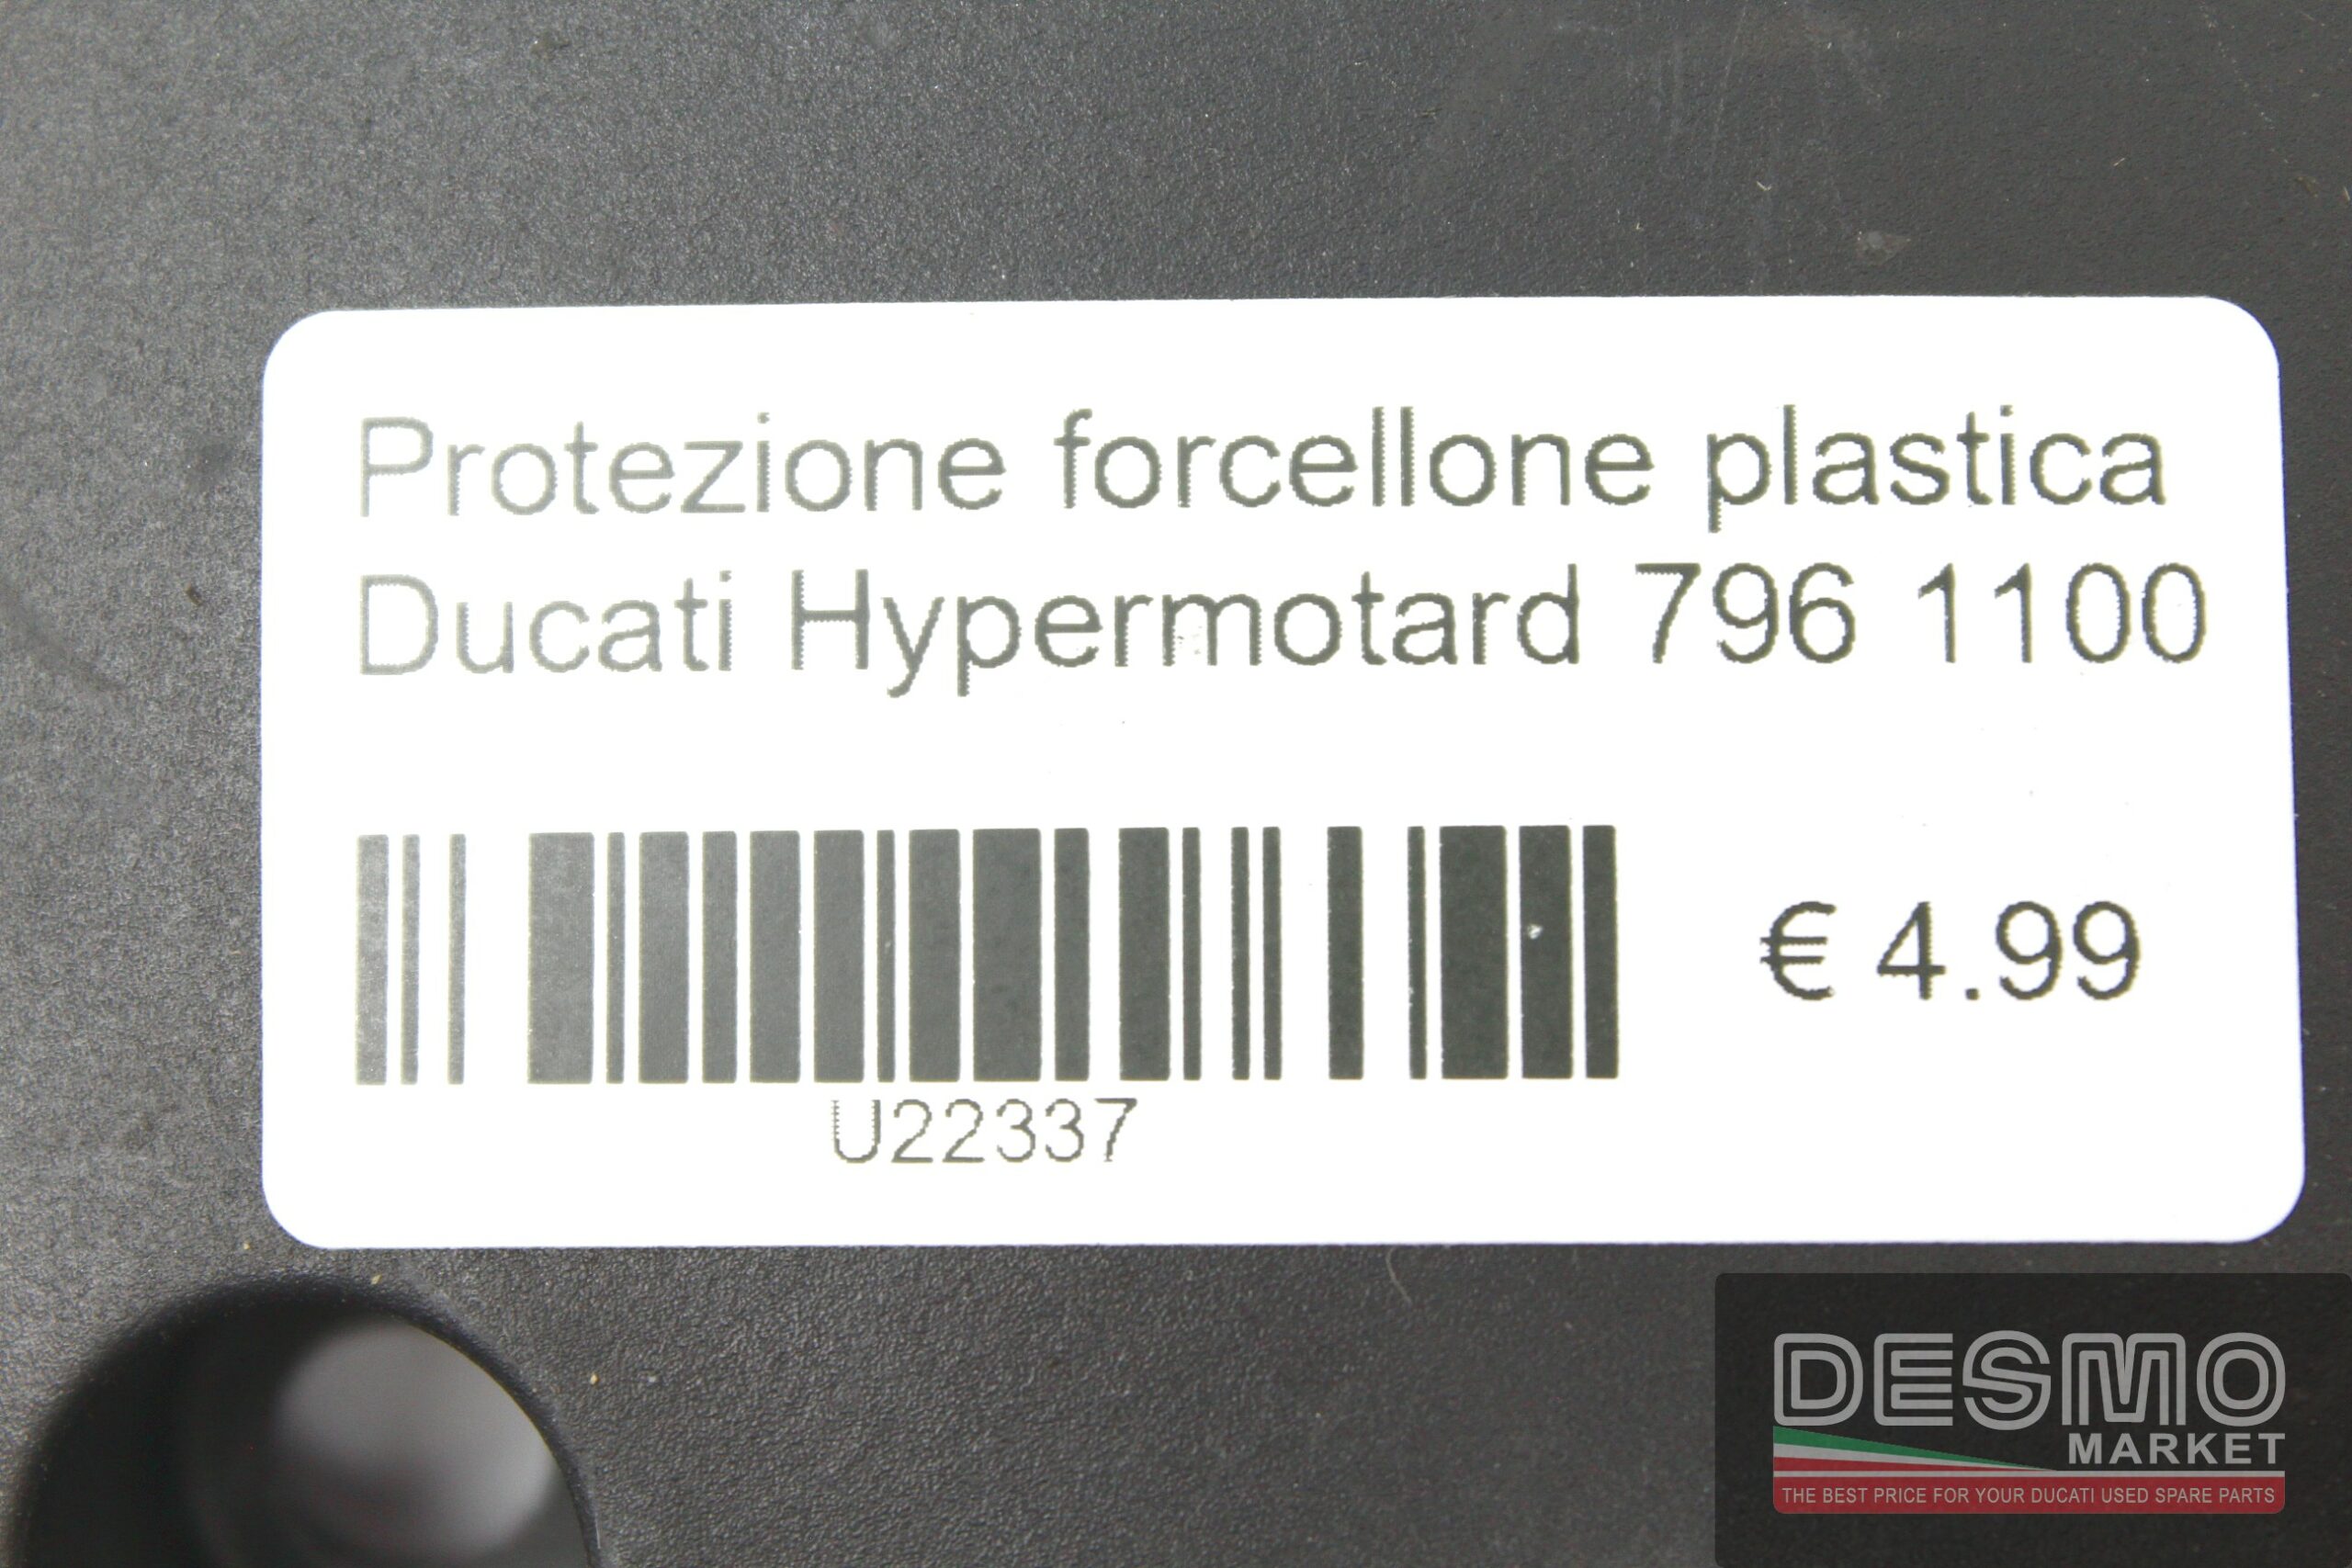 Protezione forcellone plastica
Ducati Hypermotard 796 1100
€ 4.99
U22337
DESMO
MARKET
THE BEST PRICE FOR YOUR DUCATI USED SPARE PARTS